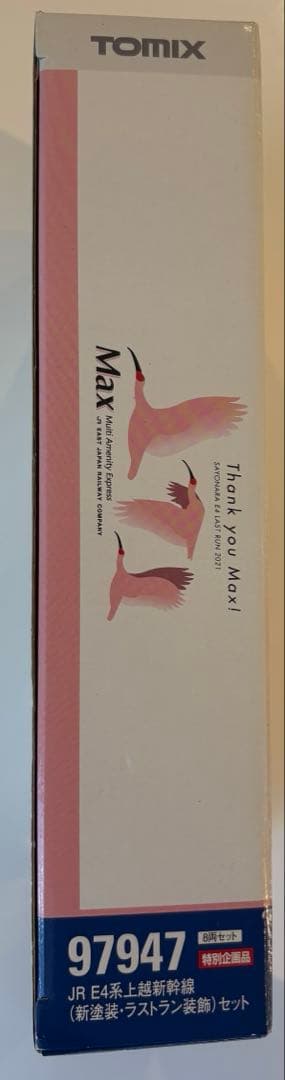 TOMIX
Thank you Max!
SAYONARA E4 LAST RUN 2021
Max Multi Amenity Express
JR EAST JAPAN RAILWAY COMPANY
97947
8両セット
特別企画品
JR E4系上越新幹線
(新塗装・ラストラン装飾)セット